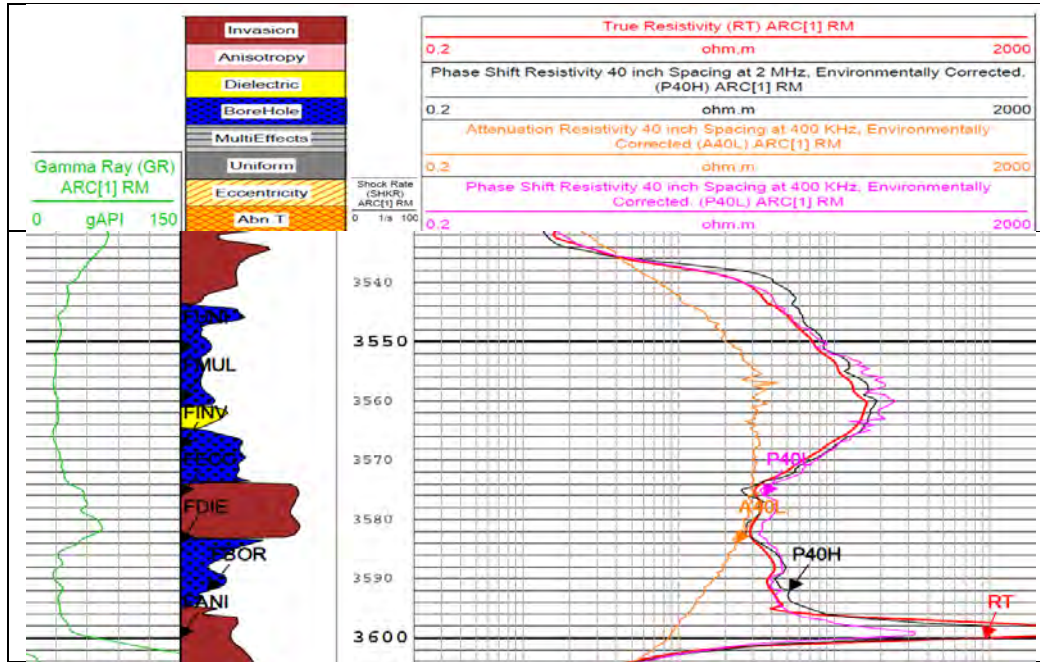 Invasion
Anisotropy
Dielectric
BoreHole
MultiEffects
Uniform
Eccentricity
Abn T
Gamma Ray (GR)
ARC[1] RM
0 gAPI 150
Shock Rate
(SHKR)
ARC[1] RM
0 1/s 100
True Resistivity (RT) ARC[1] RM
0.2 ohm.m 2000
Phase Shift Resistivity 40 inch Spacing at 2 MHz, Environmentally Corrected.
(P40H) ARC[1] RM
0.2 ohm.m 2000
Attenuation Resistivity 40 inch Spacing at 400 KHz, Environmentally
Corrected (A40L) ARC[1] RM
0.2 ohm.m 2000
Phase Shift Resistivity 40 inch Spacing at 400 KHz, Environmentally
Corrected. (P40L) ARC[1] RM
0.2 ohm.m 2000
3540
3550
FMUL
3560
FINV
3570
P40L
FDIE
A40L
3580
FBOR
P40H
3590
FANI
RT
3600